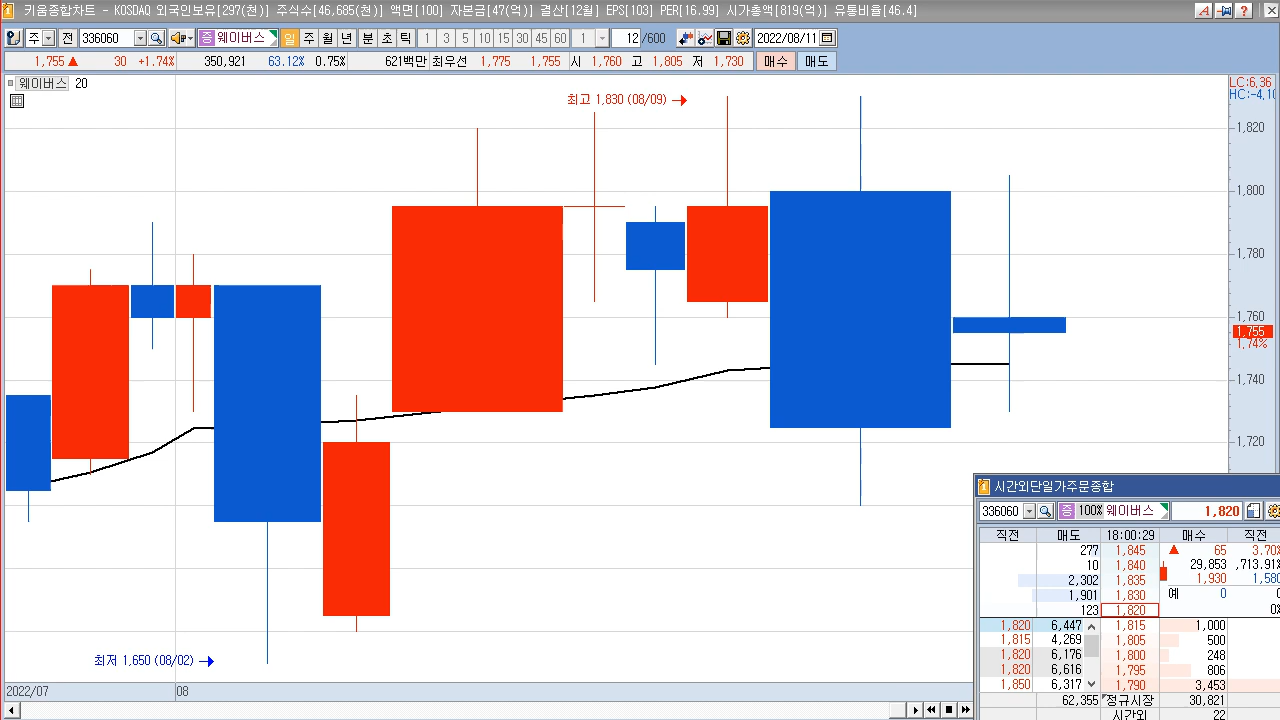 키움종합차트 - KOSDAQ 외국인보유[297(천)] 주식수[46,685(천)] 액면[100] 자본금[47(억)] 결산[12월] EPS[103] PER[16.99] 시가총액[819(억)] 유통비율[46.4]
주 전 336060 증 웨이버스 일 주 월 년 분 초 틱 1 3 5 10 15 30 45 60 1 12 /600 2022/08/11
1,755 ▲ 30 +1.74% 350,921 63.12% 0.75% 621백만 최우선 1,775 1,755 시 1,760 고 1,805 저 1,730 매수 매도
웨이버스 20
LC:6.36
HC:-4.10
최고 1,830 (08/09) →
1,820
1,800
1,780
1,760
1,755
1.74%
1,740
1,720
최저 1,650 (08/02) →
2022/07 08
시간외단일가주문종합
336060 증 100% 웨이버스 1,820
직전 매도 18:00:29 매수 직전
277 1,845 ▲ 65 3.70%
10 1,840 29,853 ,713.91%
2,302 1,835 1,930 1,580
1,901 1,830 예 0
123 1,820
1,820 6,447 1,815 1,000
1,815 4,269 1,805 500
1,820 6,176 1,800 248
1,820 6,616 1,795 806
1,850 6,317 1,790 3,453
62,355 정규시장 30,821
시간외 22